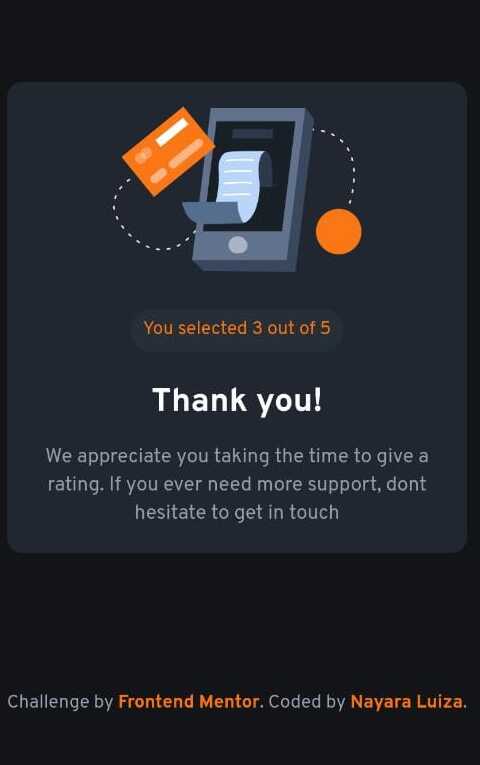 You selected 3 out of 5
Thank you!
We appreciate you taking the time to give a
rating. If you ever need more support, dont
hesitate to get in touch
Challenge by Frontend Mentor. Coded by Nayara Luiza.